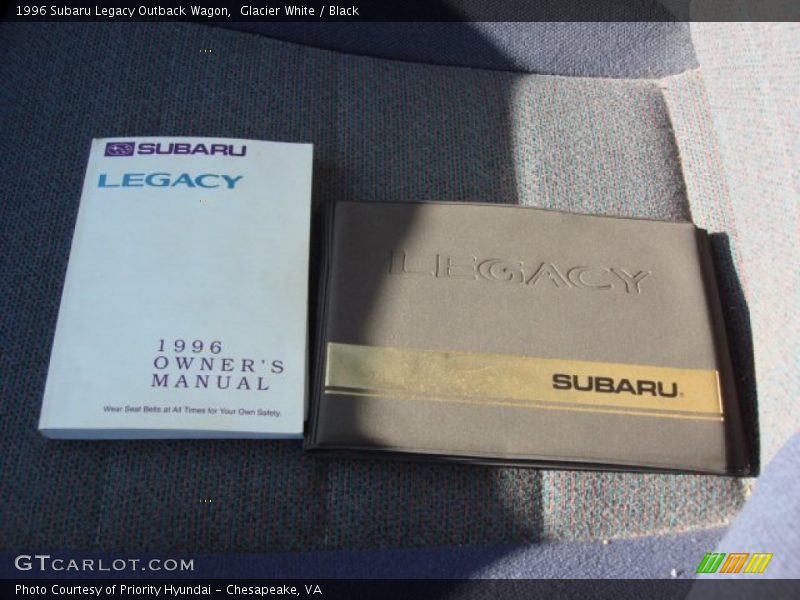 1996 Subaru Legacy Outback Wagon,  Glacier White / Black
SUBARU
LEGACY
1996
OWNER'S
MANUAL
Wear Seat Belts at All Times for Your Own Safety.
LEGACY
SUBARU®
GTCARLOT.COM
Photo Courtesy of Priority Hyundai - Chesapeake, VA